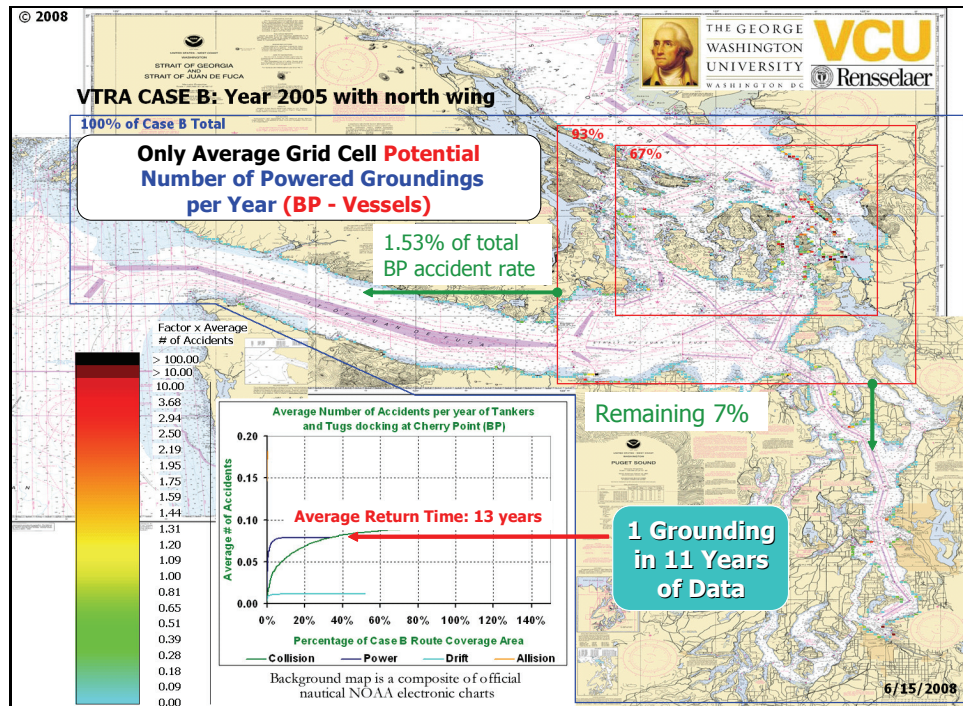 © 2008
UNITED STATES - WEST COAST
WASHINGTON
STRAIT OF GEORGIA
AND
STRAIT OF JUAN DE FUCA
THE GEORGE
WASHINGTON
UNIVERSITY
WASHINGTON DC
VCU
Rensselaer
VTRA CASE B: Year 2005 with north wing
100% of Case B Total
93%
67%
Only Average Grid Cell Potential
Number of Powered Groundings
per Year (BP - Vessels)
1.53% of total
BP accident rate
Factor x Average
# of Accidents
> 100.00
> 10.00
10.00
3.68
2.94
2.50
2.19
1.95
1.75
1.59
1.44
1.31
1.20
1.09
1.00
0.81
0.65
0.51
0.39
0.28
0.18
0.09
0.00
Remaining 7%
Average Number of Accidents per year of Tankers
and Tugs docking at Cherry Point (BP)
Average # of Accidents
0.20
0.15
0.10
0.05
0.00
Average Return Time: 13 years
0% 20% 40% 60% 80% 100% 120% 140%
Percentage of Case B Route Coverage Area
Collision Power Drift Allision
1 Grounding
in 11 Years
of Data
PUGET SOUND
Background map is a composite of official
nautical NOAA electronic charts
6/15/2008